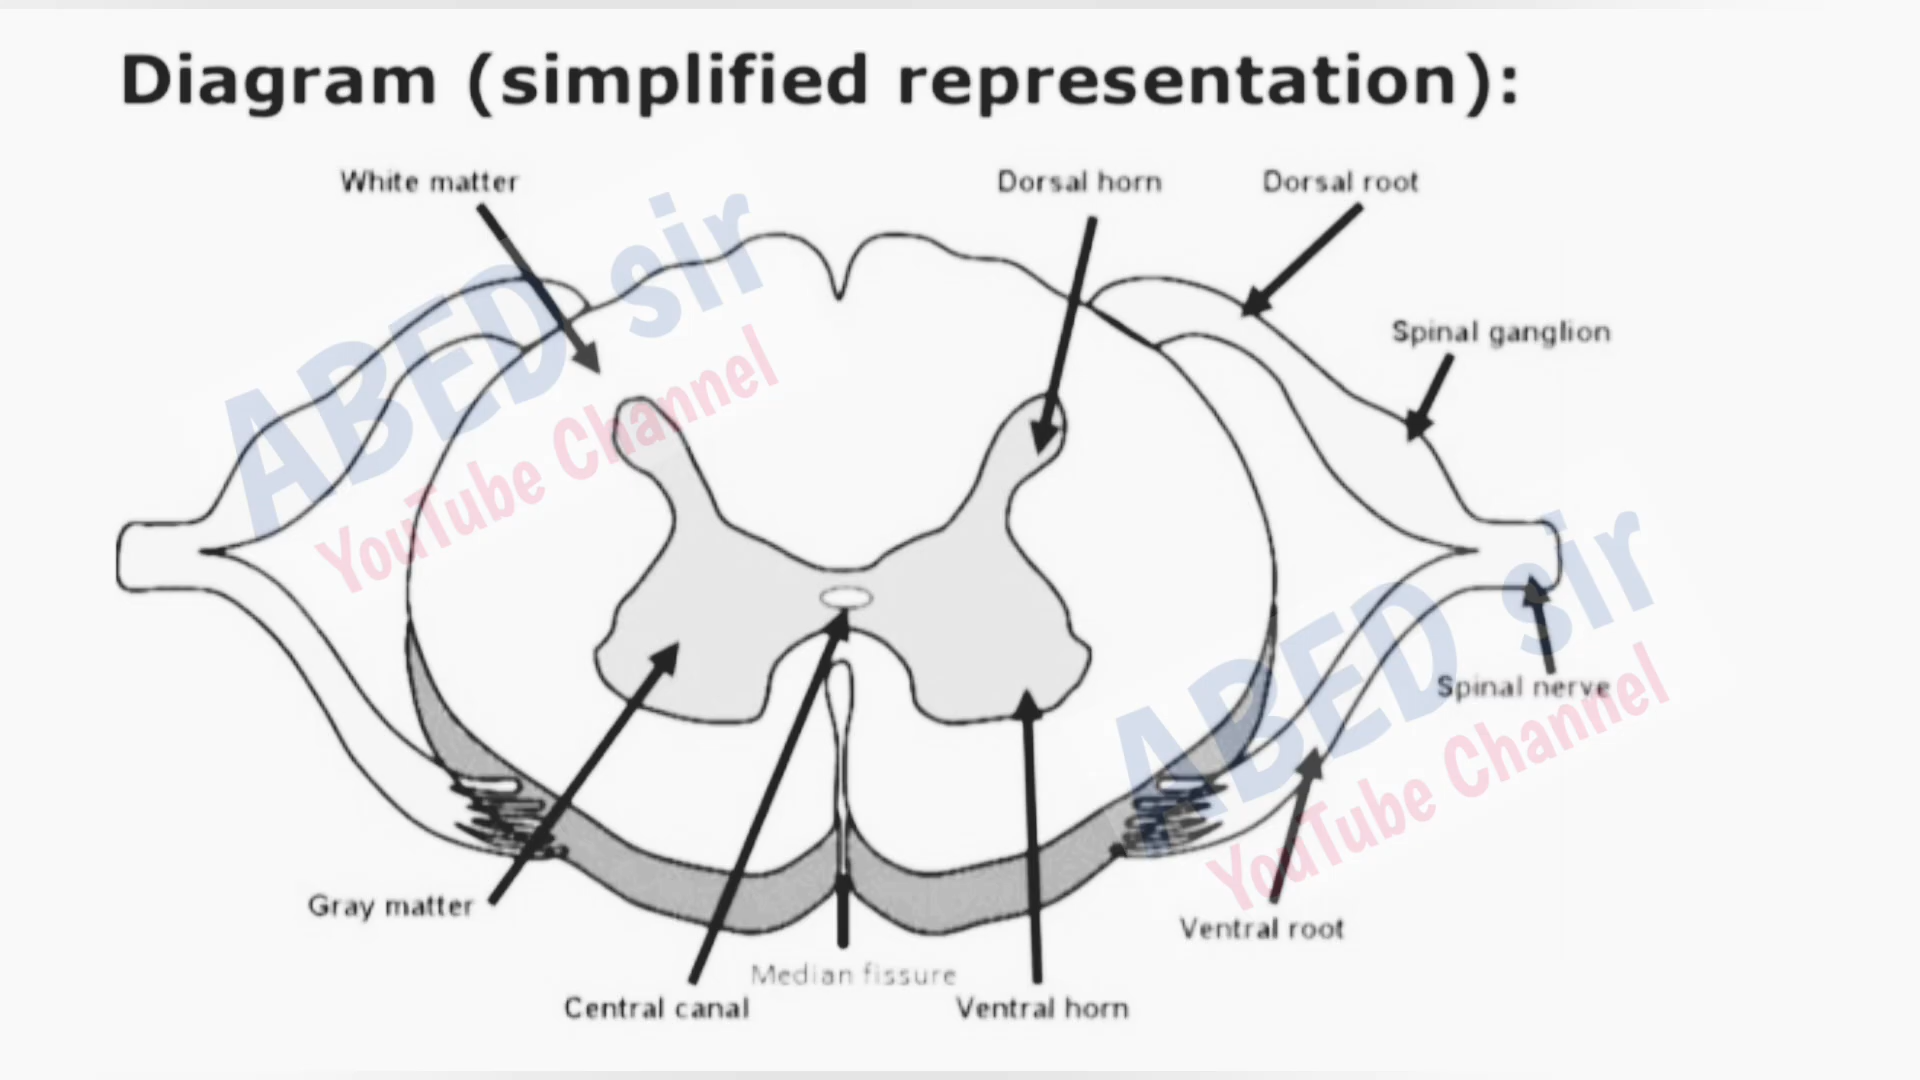 Diagram (simplified representation):
White matter
Dorsal horn
Dorsal root
Spinal ganglion
ABED sir
YouTube Channel
Spinal nerve
ABED sir
YouTube Channel
Gray matter
Ventral root
Median fissure
Central canal
Ventral horn